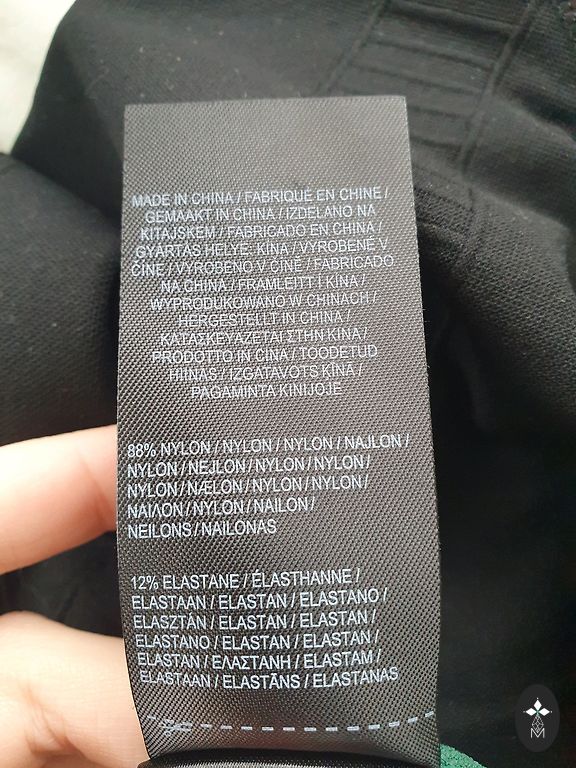 MADE IN CHINA / FABRIQUÉ EN CHINE /
GEMAAKT IN CHINA / IZDELANO NA
KITAJSKEM / FABRICADO EN CHINA /
GYÁRTÁS HELYE: KÍNA / VYROBENÉ V
ČÍNE / VYROBENO V ČÍNĚ / FABRICADO
NA CHINA / FRAMLEITT Í KÍNA /
WYPRODUKOWANO W CHINACH /
HERGESTELLT IN CHINA /
ΚΑΤΑΣΚΕΥΑΖΕΤΑΙ ΣΤΗΝ ΚΙΝΑ /
PRODOTTO IN CINA / TOODETUD
HIINAS / IZGATAVOTS ĶĪNA /
PAGAMINTA KINIJOJE
88% NYLON / NYLON / NYLON / NAJLON /
NYLON / NEJLON / NYLON / NYLON /
NYLON / NÆLON / NYLON / NYLON /
ΝΑΙΛΟΝ / NYLON / NAILON /
NEILONS / NAILONAS
12% ELASTANE / ÉLASTHANNE /
ELASTAAN / ELASTAN / ELASTANO /
ELASZTÁN / ELASTAN / ELASTAN /
ELASTANO / ELASTAN / ELASTAN /
ELASTAN / ΕΛΑΣΤΑΝΗ / ELASTAM /
ELASTAAN / ELASTĀNS / ELASTANAS
M